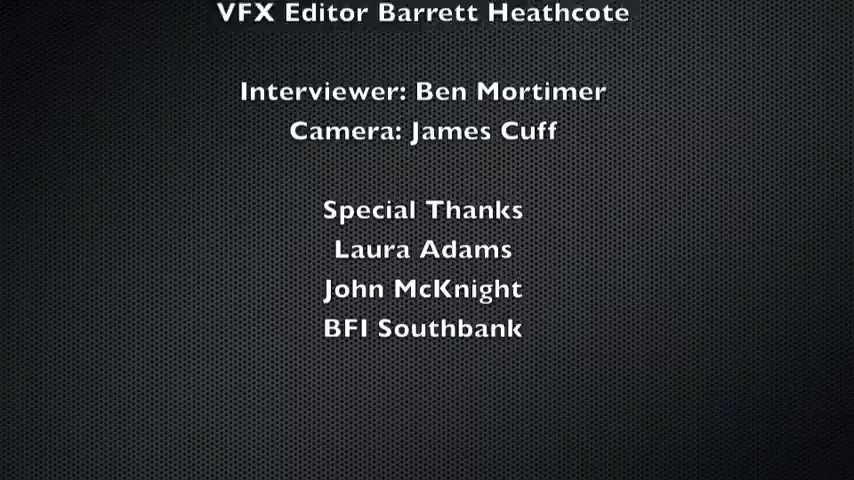 VFX Editor Barrett Heathcote
Interviewer: Ben Mortimer
Camera: James Cuff
Special Thanks
Laura Adams
John McKnight
BFI Southbank